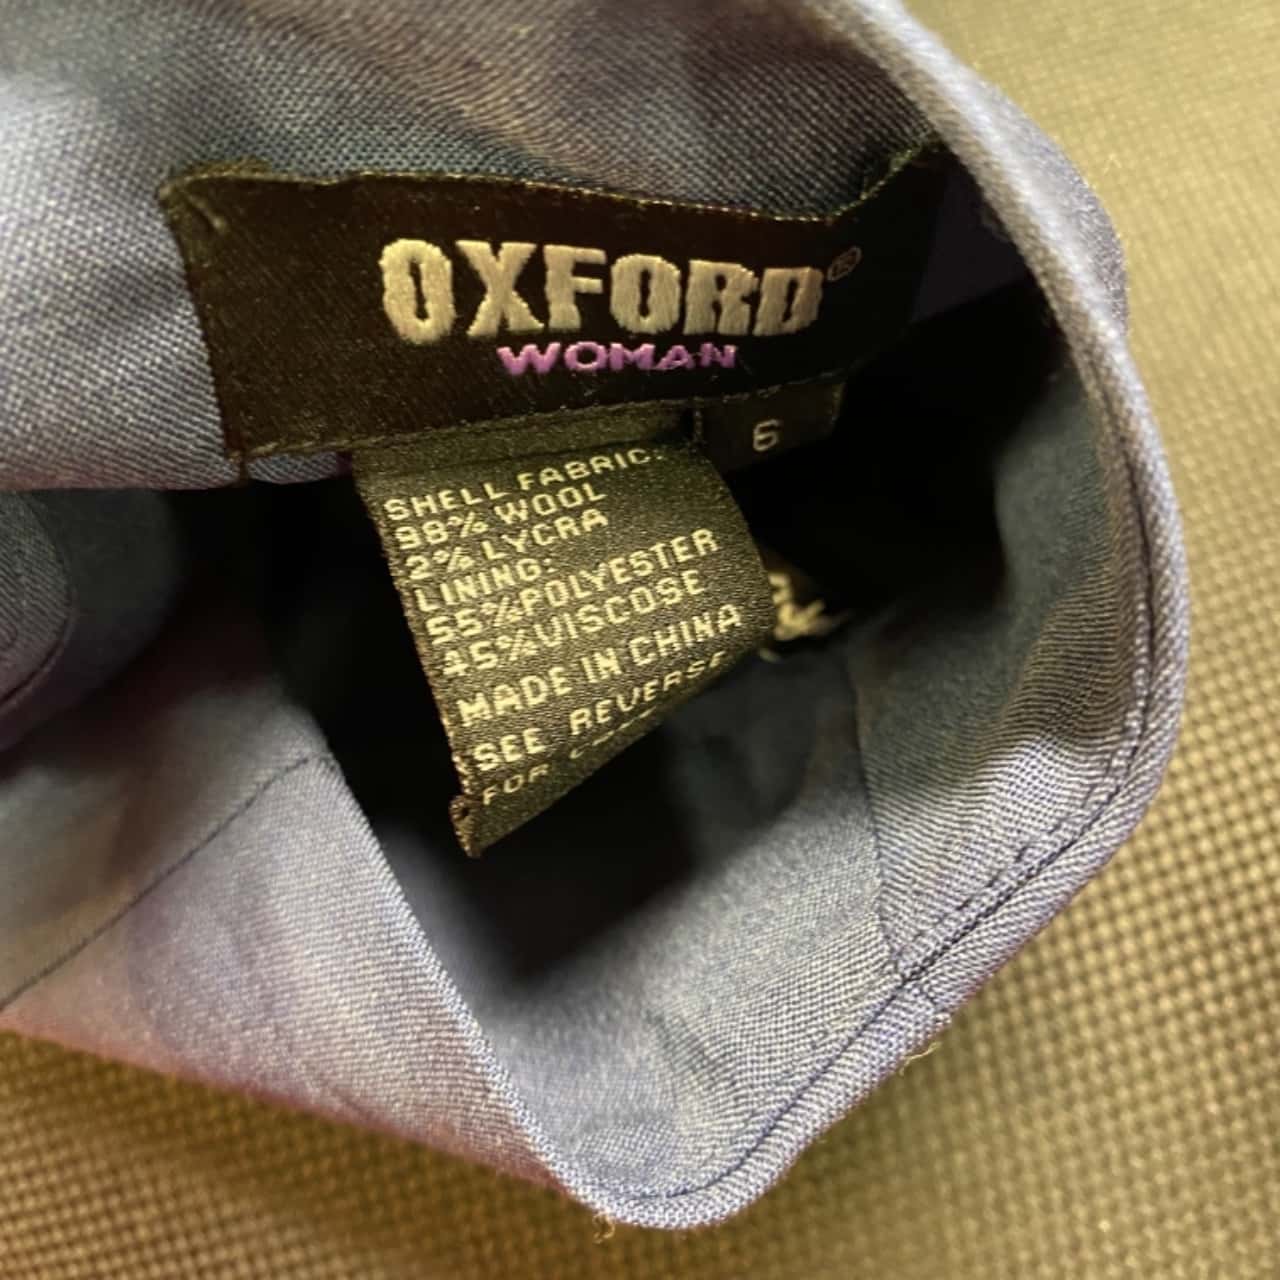 OXFORD®
WOMAN
6
SHELL FABRIC:
98% WOOL
2% LYCRA
LINING:
55%POLYESTER
45%VISCOSE
MADE IN CHINA
SEE REVERSE
FOR